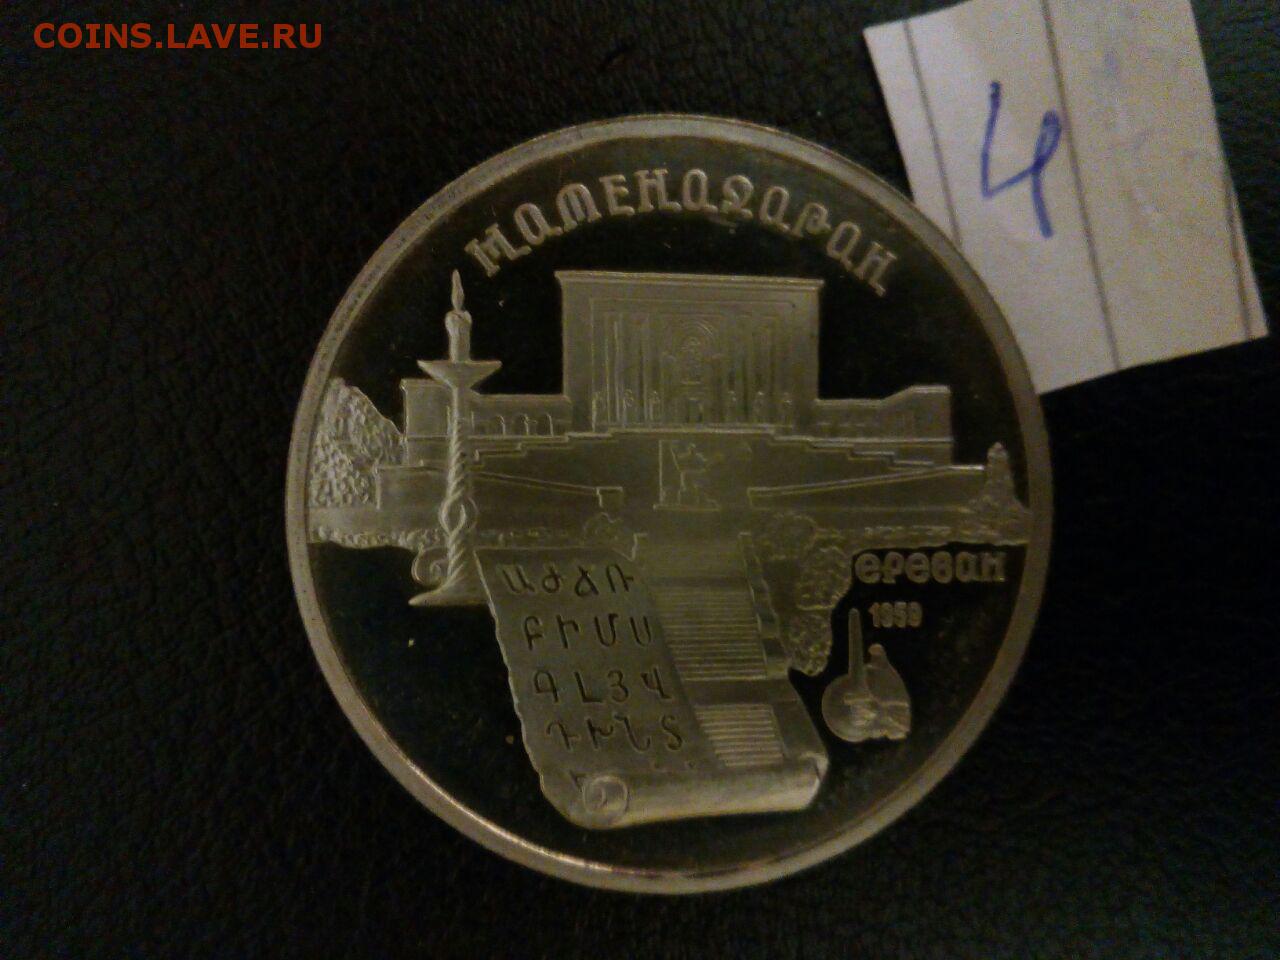 COINS.LAVE.RU
4
МАТЕНАДАРАН
ЕРЕВАН
1959
Ա Ժ Ճ Ռ
Բ Ի Մ Ս
Գ Լ Յ Վ
Դ Խ Ն Տ